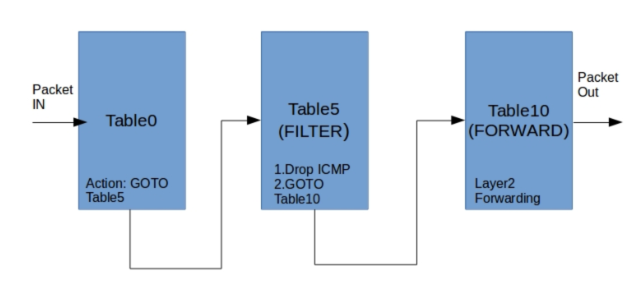 Packet
IN
Table0
Action: GOTO
Table5
Table5
(FILTER)
1.Drop ICMP
2.GOTO
Table10
Table10
(FORWARD)
Layer2
Forwarding
Packet
Out